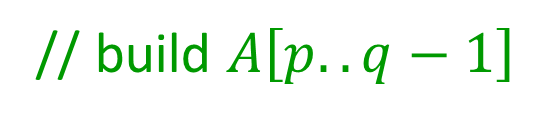 // build A[p..q − 1]